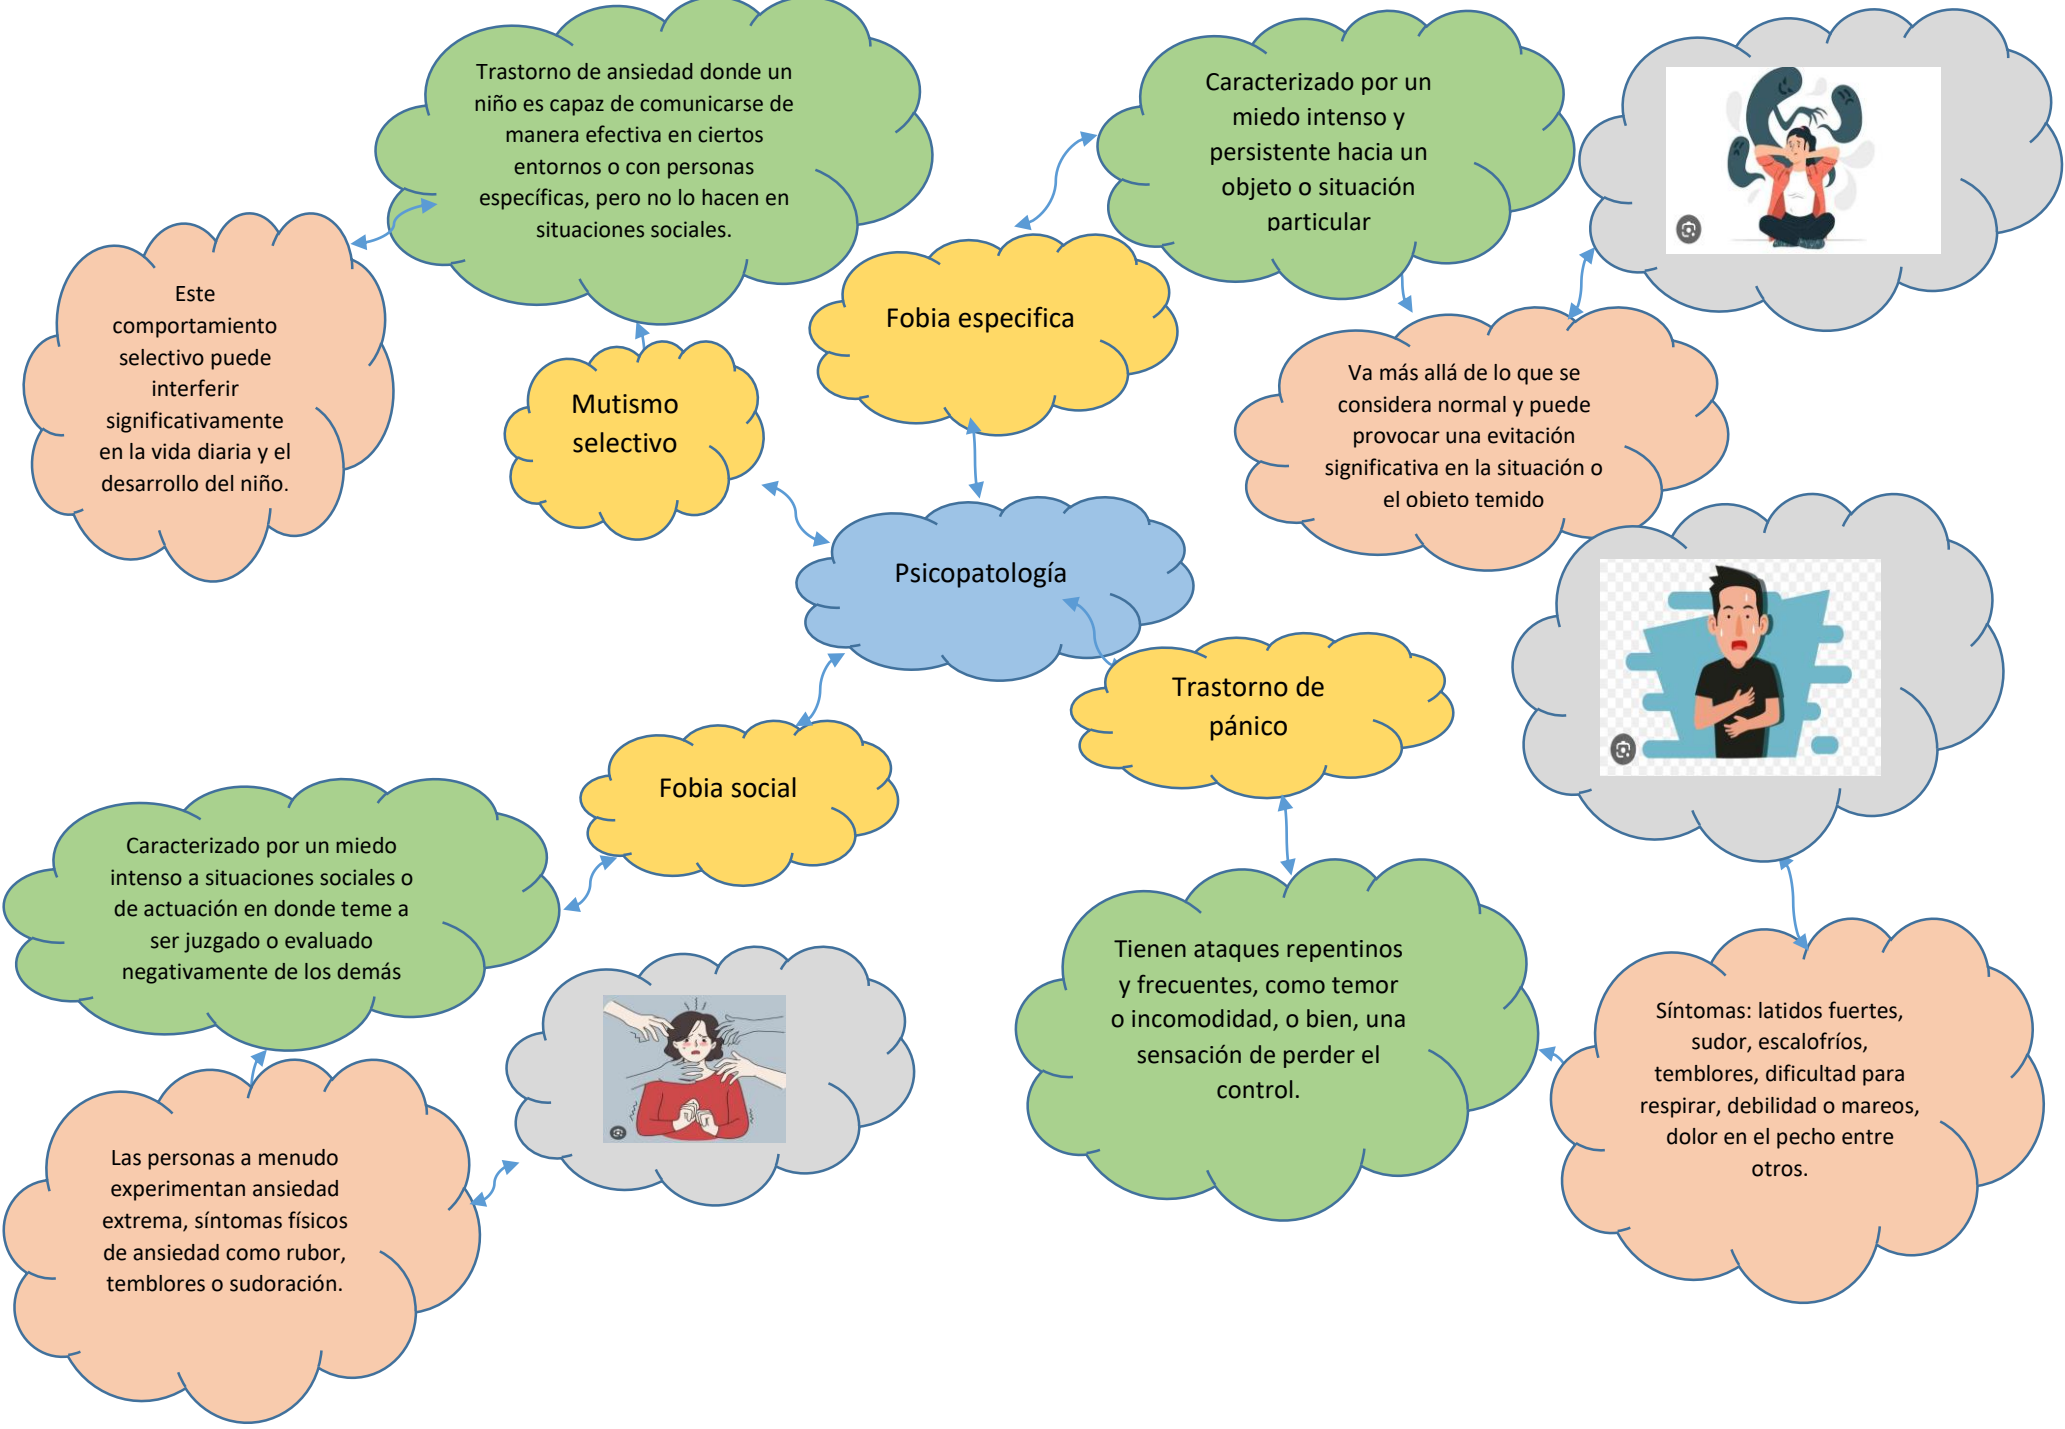 Trastorno de ansiedad donde un
niño es capaz de comunicarse de
manera efectiva en ciertos
entornos o con personas
específicas, pero no lo hacen en
situaciones sociales.
Caracterizado por un
miedo intenso y
persistente hacia un
objeto o situación
particular
Este
comportamiento
selectivo puede
interferir
significativamente
en la vida diaria y el
desarrollo del niño.
Fobia especifica
Mutismo
selectivo
Va más allá de lo que se
considera normal y puede
provocar una evitación
significativa en la situación o
el objeto temido
Psicopatología
Trastorno de
pánico
Fobia social
Caracterizado por un miedo
intenso a situaciones sociales o
de actuación en donde teme a
ser juzgado o evaluado
negativamente de los demás
Tienen ataques repentinos
y frecuentes, como temor
o incomodidad, o bien, una
sensación de perder el
control.
Síntomas: latidos fuertes,
sudor, escalofríos,
temblores, dificultad para
respirar, debilidad o mareos,
dolor en el pecho entre
otros.
Las personas a menudo
experimentan ansiedad
extrema, síntomas físicos
de ansiedad como rubor,
temblores o sudoración.